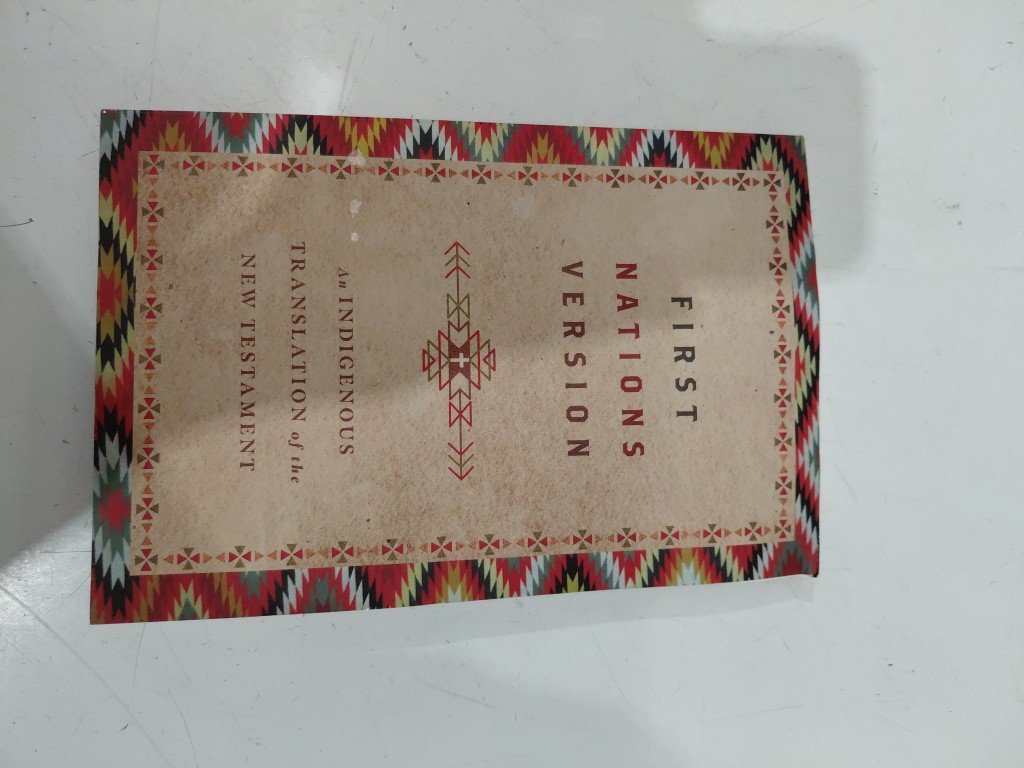 FIRST
NATIONS
VERSION
An INDIGENOUS
TRANSLATION of the
NEW TESTAMENT